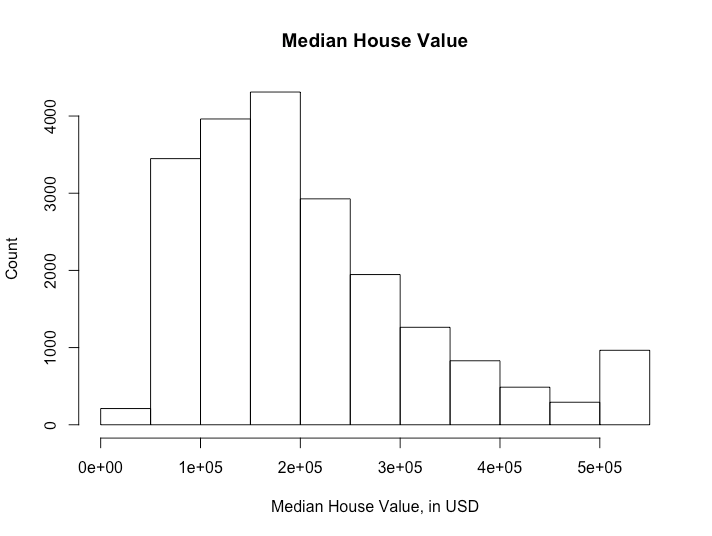 Median House Value
Count
4000
3000
2000
1000
0
0e+00 1e+05 2e+05 3e+05 4e+05 5e+05
Median House Value, in USD